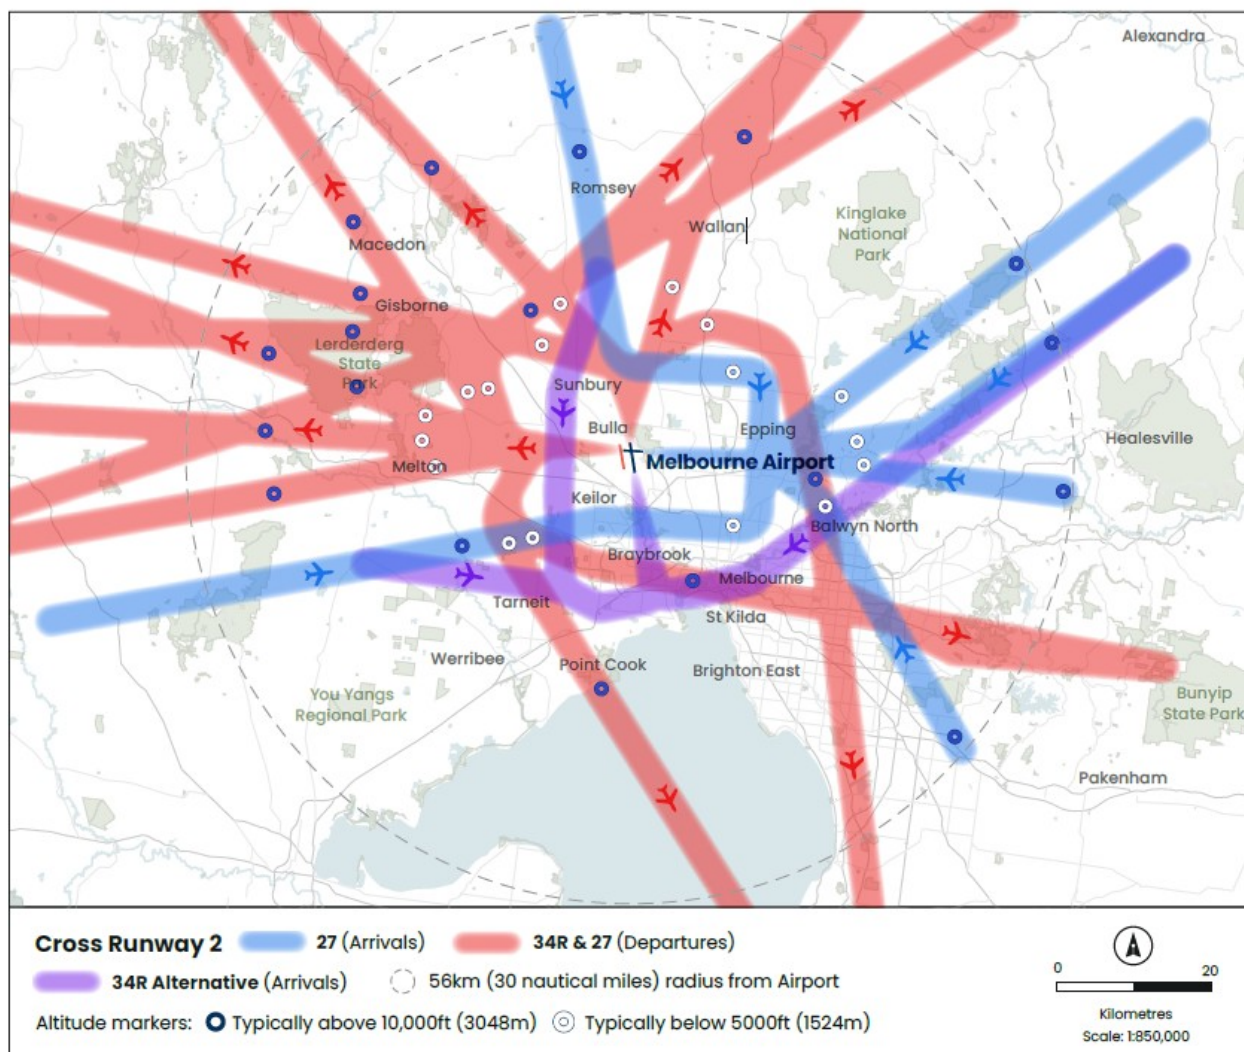 Alexandra
Romsey
Wallan
Kinglake
National
Park
Macedon
Gisborne
Lerderderg
State
Park
Sunbury
Bulla
Epping
Melbourne Airport
Healesville
Melton
Keilor
Balwyn North
Braybrook
Melbourne
Tarneit
St Kilda
Werribee
Point Cook
Brighton East
You Yangs
Regional Park
Bunyip
State Park
Pakenham
Cross Runway 2
27 (Arrivals)
34R & 27 (Departures)
34R Alternative (Arrivals)
56km (30 nautical miles) radius from Airport
Altitude markers:
Typically above 10,000ft (3048m)
Typically below 5000ft (1524m)
0 20
Kilometres
Scale: 1:850,000